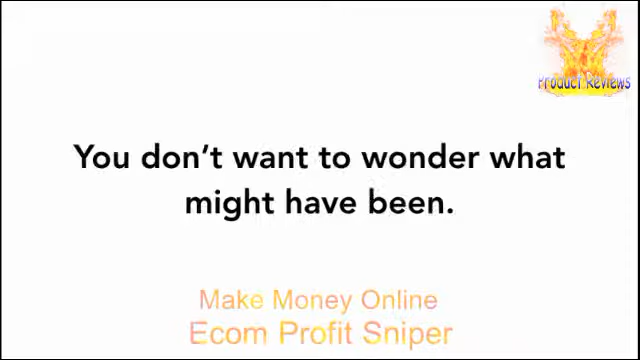 Product Reviews
You don't want to wonder what
might have been.
Make Money Online
Ecom Profit Sniper